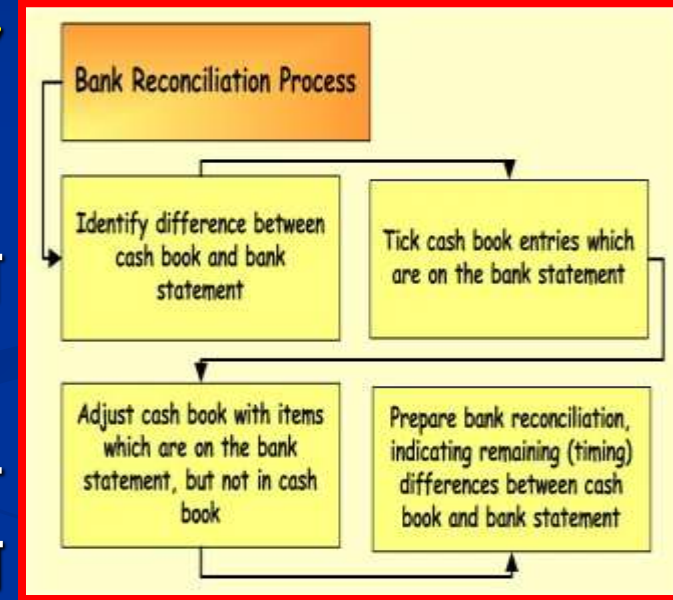 Bank Reconciliation Process
Identify difference between
cash book and bank
statement
Tick cash book entries which
are on the bank statement
Adjust cash book with items
which are on the bank
statement, but not in cash
book
Prepare bank reconciliation,
indicating remaining (timing)
differences between cash
book and bank statement